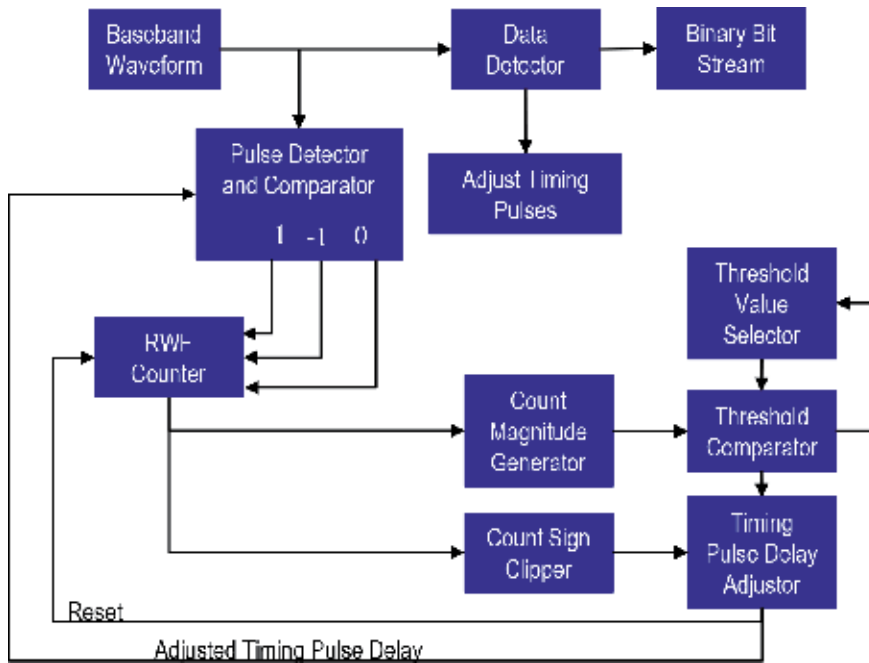 Baseband
Waveform
Data
Detector
Binary Bit
Stream
Pulse Detector
and Comparator
1 -1 0
Adjust Timing
Pulses
Threshold
Value
Selector
RWF
Counter
Count
Magnitude
Generator
Threshold
Comparator
Count Sign
Clipper
Timing
Pulse Delay
Adjustor
Reset
Adjusted Timing Pulse Delay